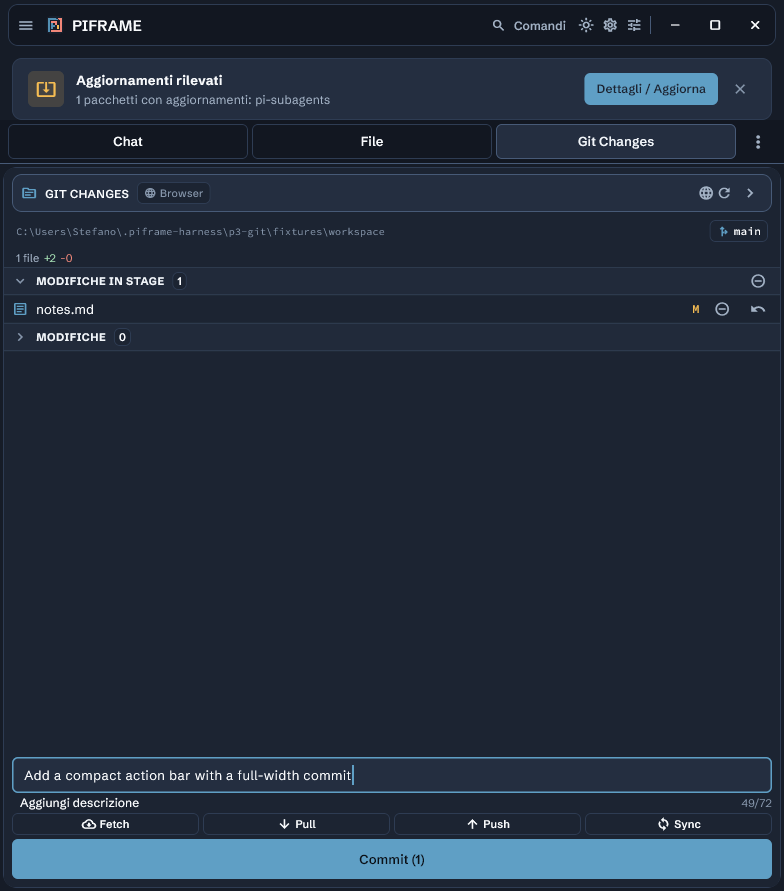 PIFRAME
Comandi
Aggiornamenti rilevati
1 pacchetti con aggiornamenti: pi-subagents
Dettagli / Aggiorna
Chat
File
Git Changes
GIT CHANGES
Browser
C:\Users\Stefano\.piframe-harness\p3-git\fixtures\workspace
main
1 file +2 -0
MODIFICHE IN STAGE 1
notes.md
M
MODIFICHE 0
Add a compact action bar with a full-width commit
Aggiungi descrizione
49/72
Fetch
Pull
Push
Sync
Commit (1)